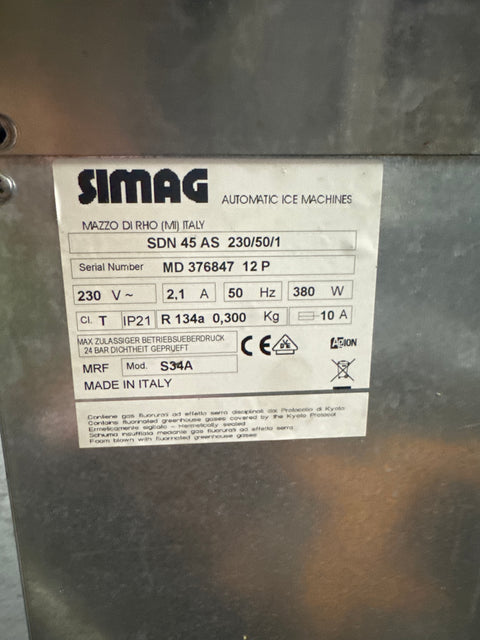 SIMAG AUTOMATIC ICE MACHINES
MAZZO DI RHO (MI) ITALY
SDN 45 AS 230/50/1
Serial Number MD 376847 12 P
230 V ~ 2,1 A 50 Hz 380 W
Cl. T IP21 R 134a 0,300 Kg 10 A
MAX ZULASSIGER BETRIEBSUEBERDRUCK
24 BAR DICHTHEIT GEPRUEFT
CE
MRF Mod. S34A
MADE IN ITALY
Contiene gas fluorurati ad effetto serra disciplinati dal Protocollo di Kyoto
Contains fluorinated greenhouse gases covered by the Kyoto Protocol
Ermeticamente sigillato - Hermetically sealed
Schiuma insufflata mediante gas fluorurati ad effetto serra
Foam blown with fluorinated greenhouse gases